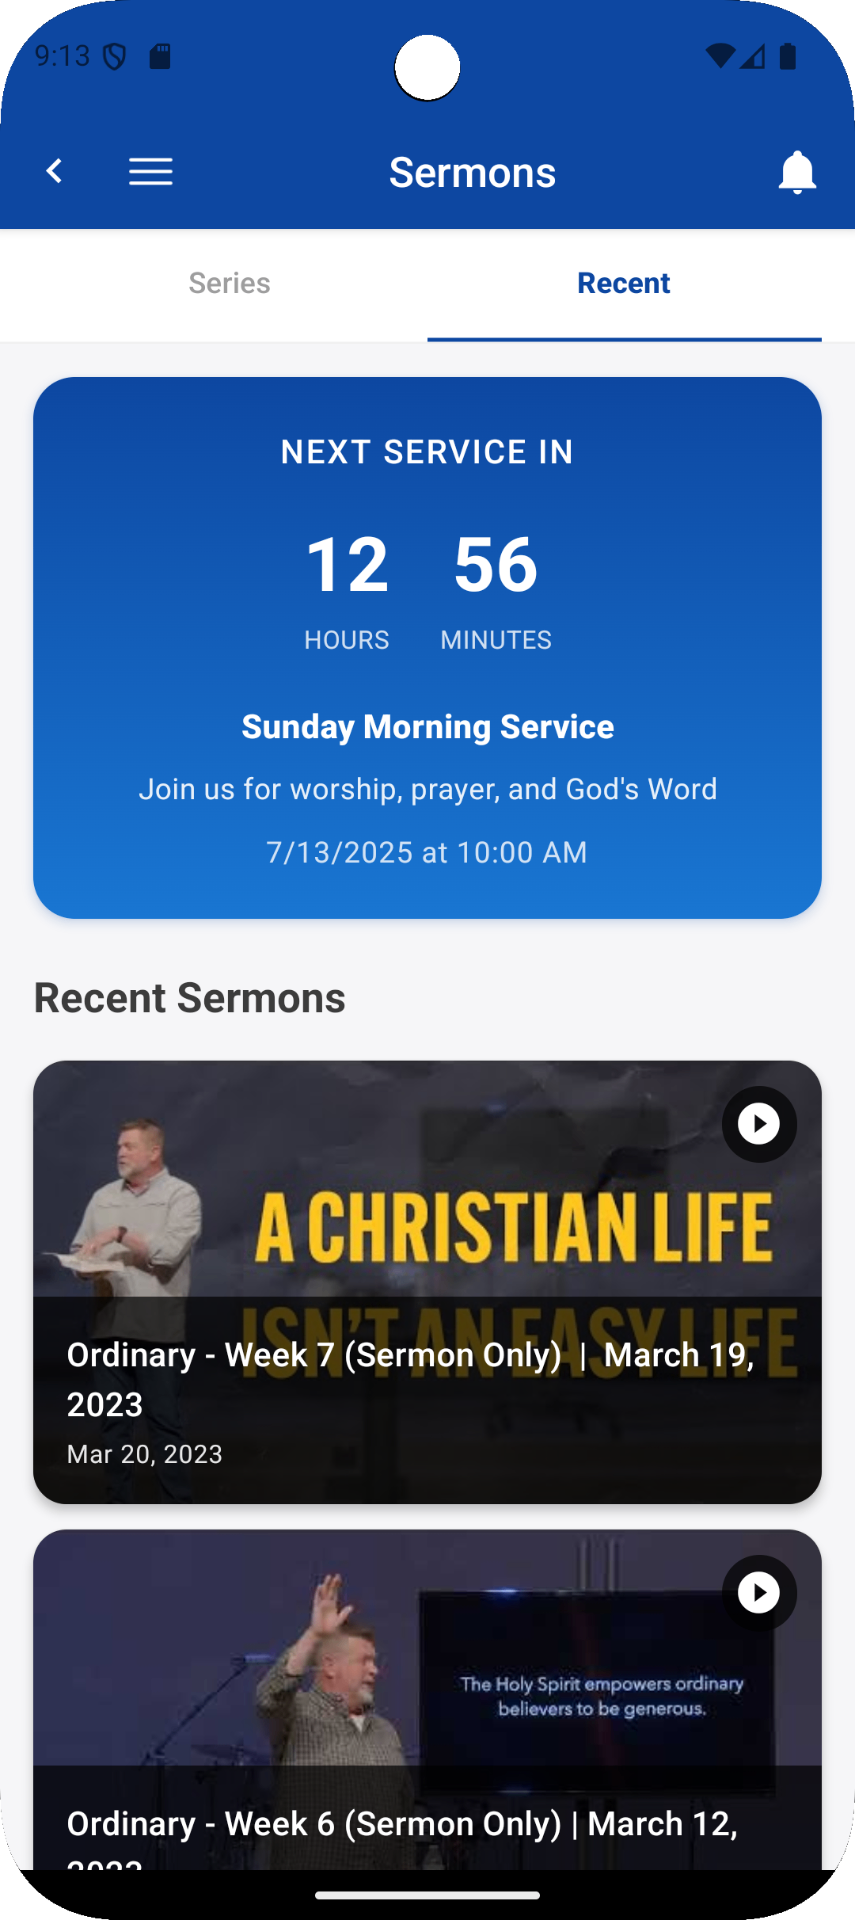 9:13
Sermons
Series
Recent
NEXT SERVICE IN
12 56
HOURS MINUTES
Sunday Morning Service
Join us for worship, prayer, and God's Word
7/13/2025 at 10:00 AM
Recent Sermons
A CHRISTIAN LIFE
ISN'T AN EASY LIFE
Ordinary - Week 7 (Sermon Only) | March 19,
2023
Mar 20, 2023
The Holy Spirit empowers ordinary
believers to be generous.
Ordinary - Week 6 (Sermon Only) | March 12,
2023